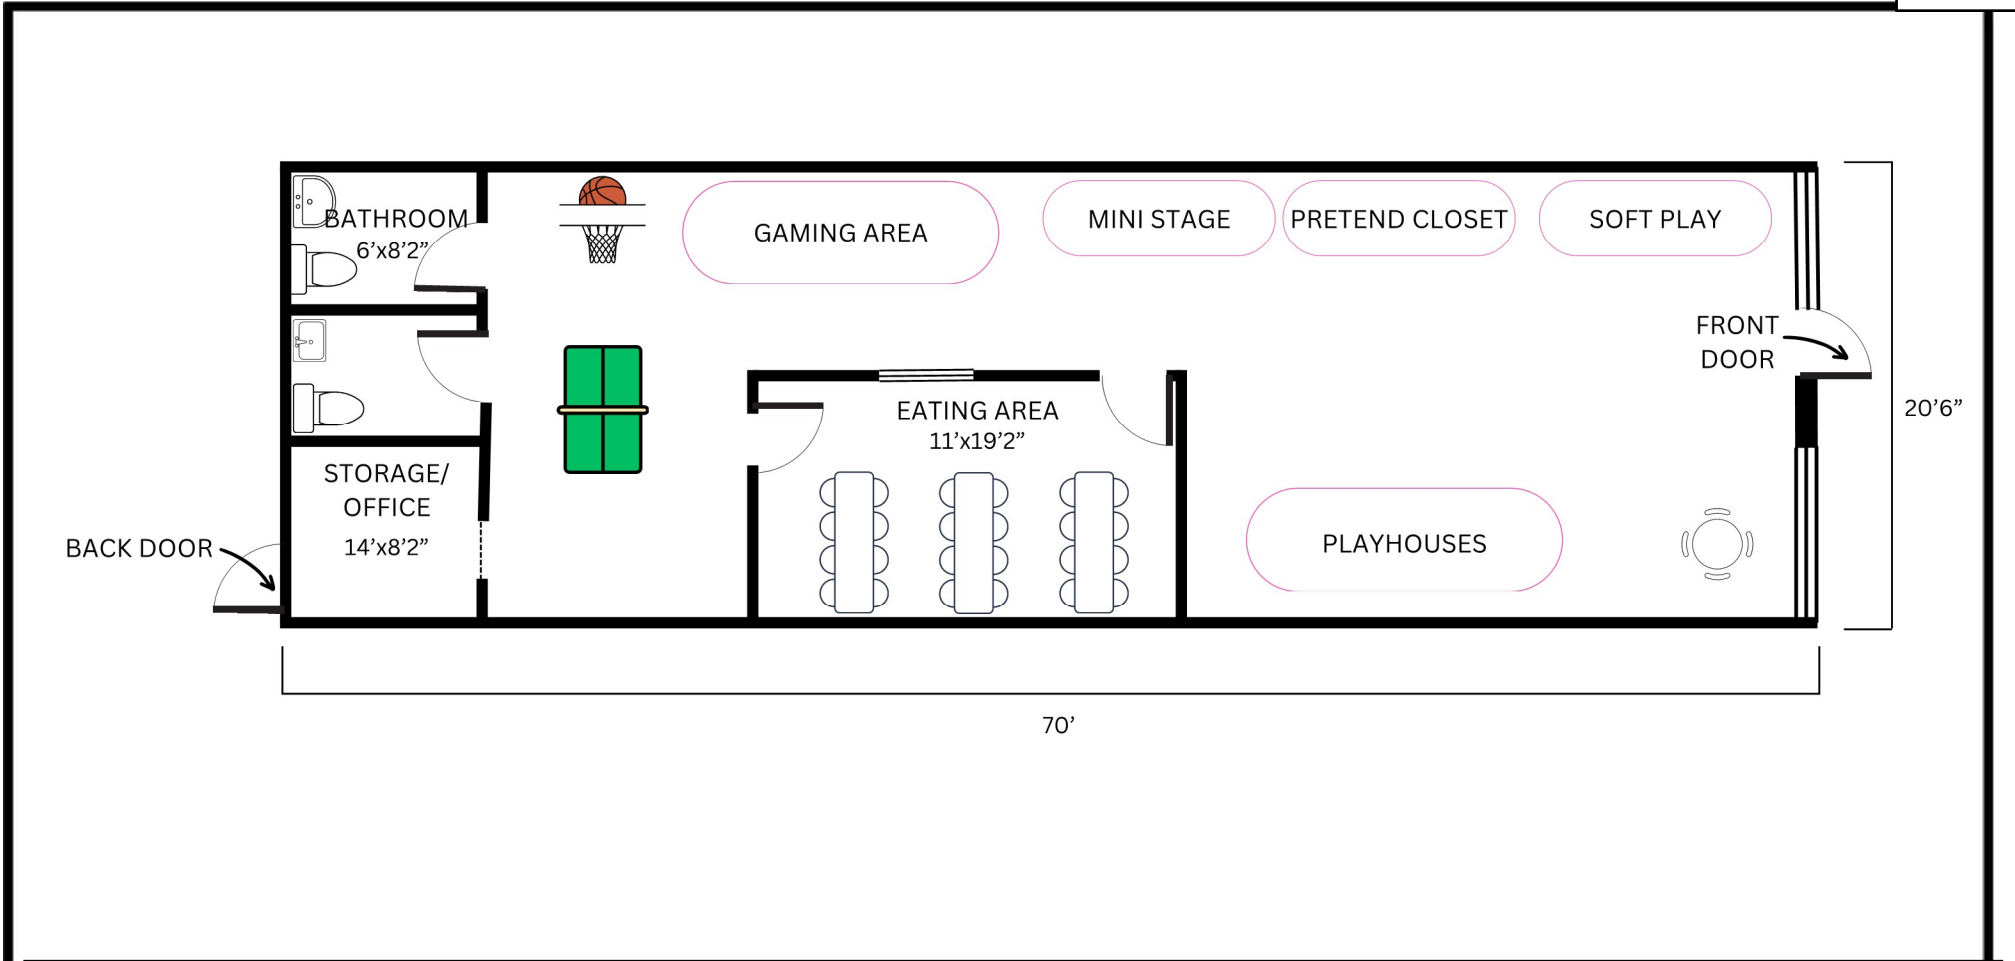 BATHROOM
6’x8’2”
GAMING AREA
MINI STAGE
PRETEND CLOSET
SOFT PLAY
FRONT
DOOR
20’6”
EATING AREA
11’x19’2”
STORAGE/
OFFICE
14’x8’2”
BACK DOOR
PLAYHOUSES
70’